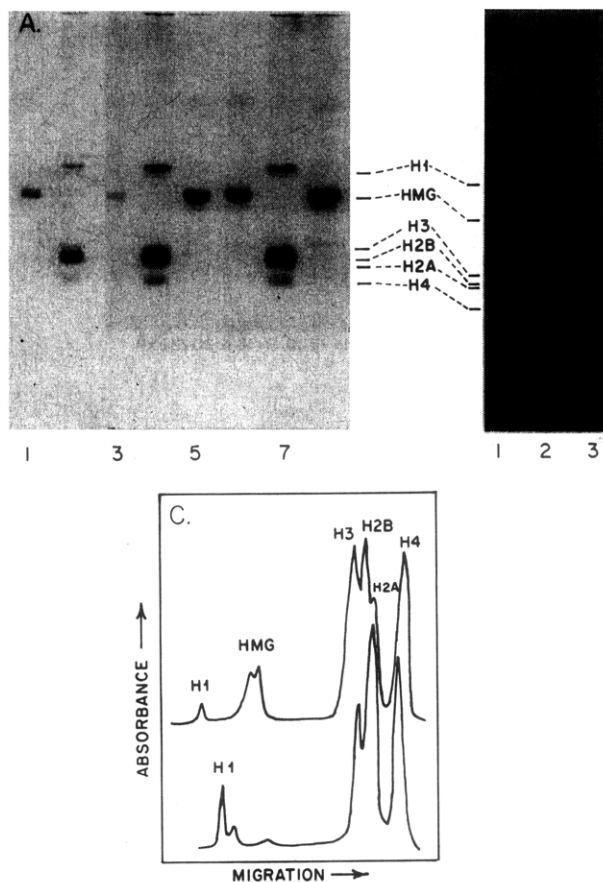 A.
H1
HMG
H3
H2B
H2A
H4
1 3 5 7
1 2 3
C.
H3 H2B H4
H2A
HMG
H1
H1
ABSORBANCE
MIGRATION